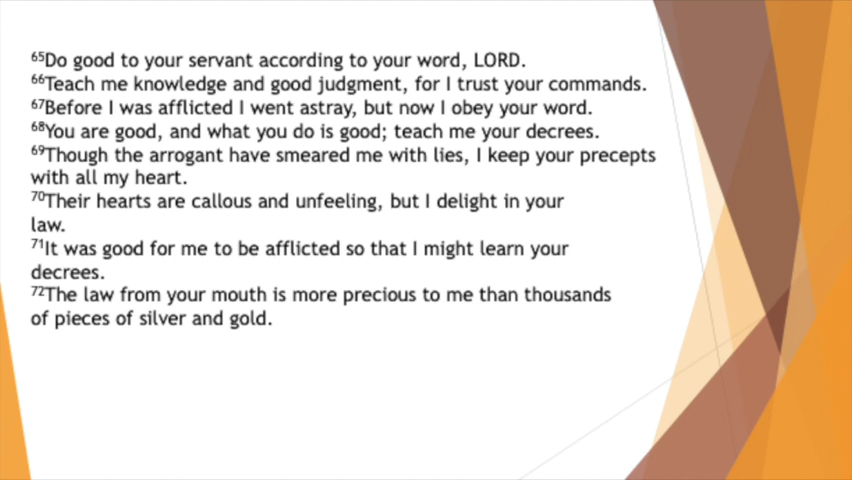 65Do good to your servant according to your word, LORD.
66Teach me knowledge and good judgment, for I trust your commands.
67Before I was afflicted I went astray, but now I obey your word.
68You are good, and what you do is good; teach me your decrees.
69Though the arrogant have smeared me with lies, I keep your precepts
with all my heart.
70Their hearts are callous and unfeeling, but I delight in your
law.
71It was good for me to be afflicted so that I might learn your
decrees.
72The law from your mouth is more precious to me than thousands
of pieces of silver and gold.